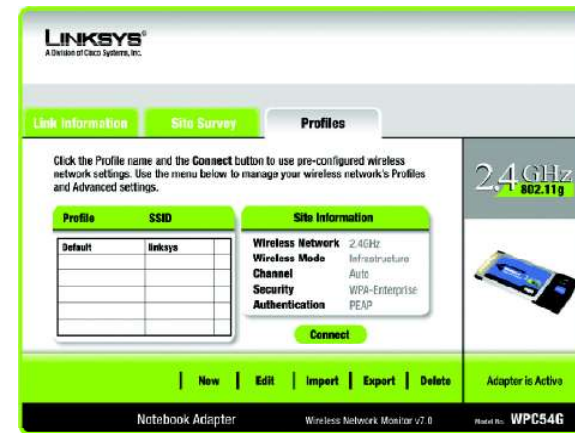 LINKSYS®
A Division of Cisco Systems, Inc.
Link Information Site Survey Profiles
Click the Profile name and the Connect button to use pre-configured wireless
network settings. Use the menu below to manage your wireless network's Profiles
and Advanced settings.
2.4 GHz
802.11g
Profile SSID
Site Information
Default linksys
Wireless Network 2.4GHz
Wireless Mode Infrastructure
Channel Auto
Security WPA-Enterprise
Authentication PEAP
Connect
New Edit Import Export Delete
Adapter is Active
Notebook Adapter
Wireless Network Monitor v7.0
Model No. WPC54G